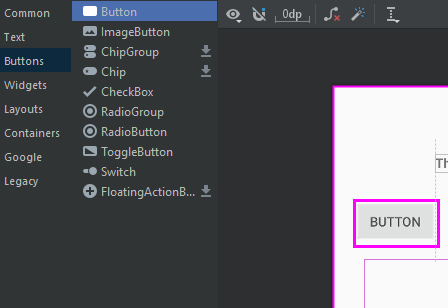 Common
Text
Buttons
Widgets
Layouts
Containers
Google
Legacy
Button
ImageButton
ChipGroup
Chip
CheckBox
RadioGroup
RadioButton
ToggleButton
Switch
FloatingActionB...
0dp
Th
BUTTON